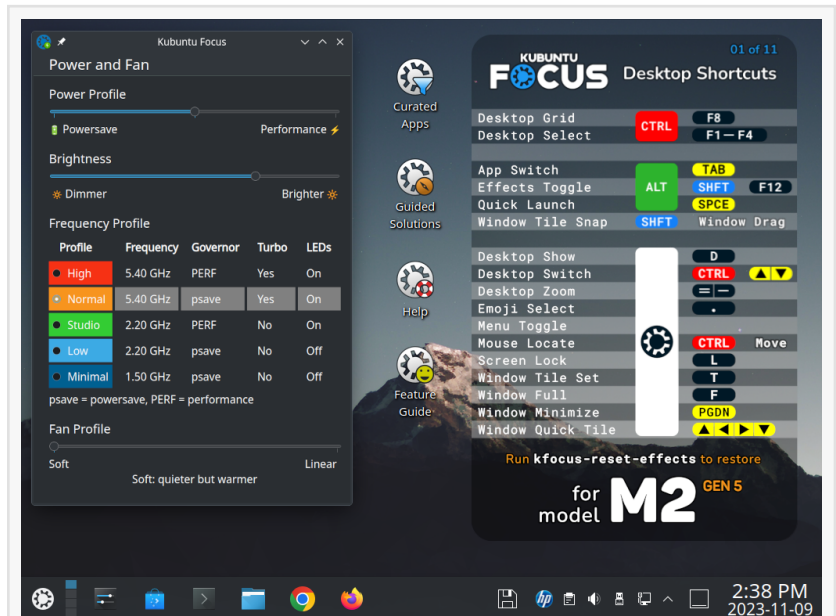 Kubuntu Focus
Power and Fan
Power Profile
Powersave Performance
Brightness
Dimmer Brighter
Frequency Profile
Profile Frequency Governor Turbo LEDs
High 5.40 GHz PERF Yes On
Normal 5.40 GHz psave Yes On
Studio 2.20 GHz PERF No On
Low 2.20 GHz psave No Off
Minimal 1.50 GHz psave No Off
psave = powersave, PERF = performance
Fan Profile
Soft Linear
Soft: quieter but warmer
Curated
Apps
Guided
Solutions
Help
Feature
Guide
01 of 11
KUBUNTU
FOCUS Desktop Shortcuts
Desktop Grid F8
CTRL
Desktop Select F1–F4
App Switch TAB
Effects Toggle ALT SHFT F12
Quick Launch SPCE
Window Tile Snap SHFT Window Drag
Desktop Show D
Desktop Switch CTRL ▲▼
Desktop Zoom =–
Emoji Select .
Menu Toggle
Mouse Locate CTRL Move
Screen Lock L
Window Tile Set T
Window Full F
Window Minimize PGDN
Window Quick Tile ▲◀▶▼
Run kfocus-reset-effects to restore
for
model M2 GEN 5
hp
2:38 PM
2023-11-09